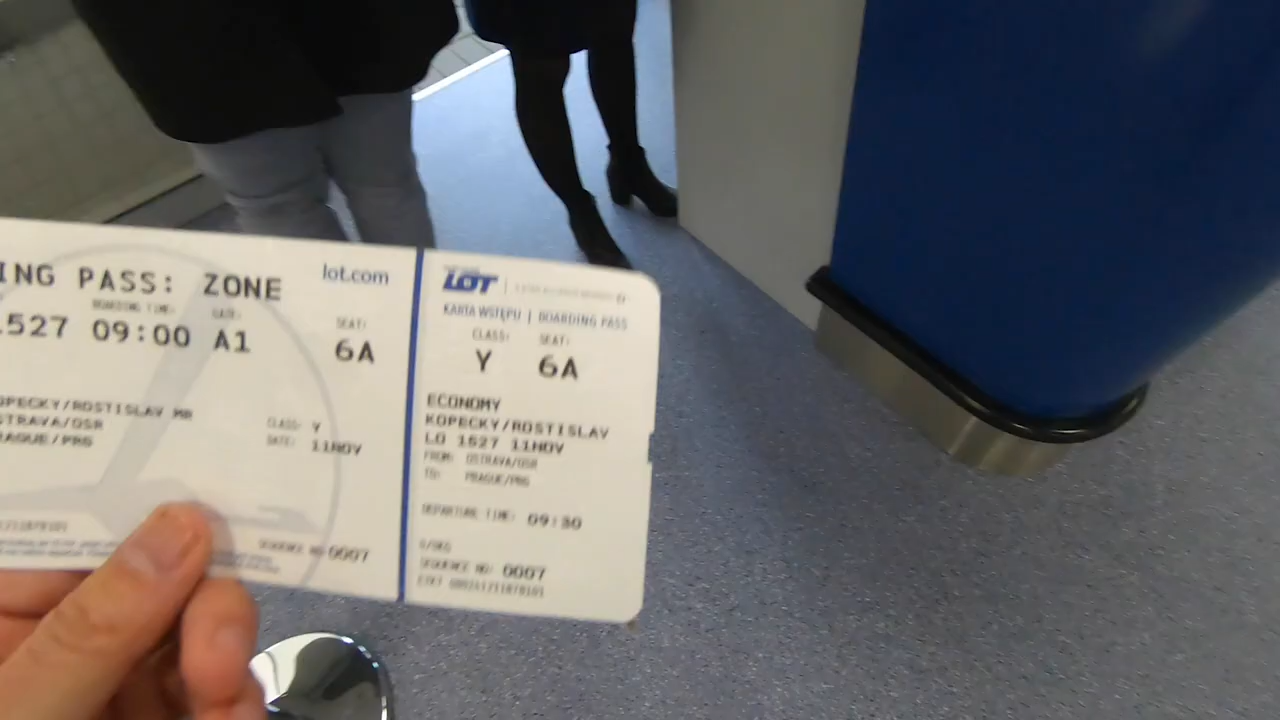 ING PASS: ZONE
lot.com
BOARDING TIME:
GATE:
SEAT:
1527 09:00 A1
6A
OPECKY/ROSTISLAV MR
STRAVA/OSR
RAGUE/PRG
CLASS: Y
DATE: 11NOV
SEQUENCE NO 0007
LOT
KARTA WSTĘPU | BOARDING PASS
CLASS: SEAT:
Y 6A
ECONOMY
KOPECKY/ROSTISLAV
LO 1527 11NOV
FROM: OSTRAVA/OSR
TO: PRAGUE/PRG
DEPARTURE TIME: 09:30
SEQUENCE NO: 0007